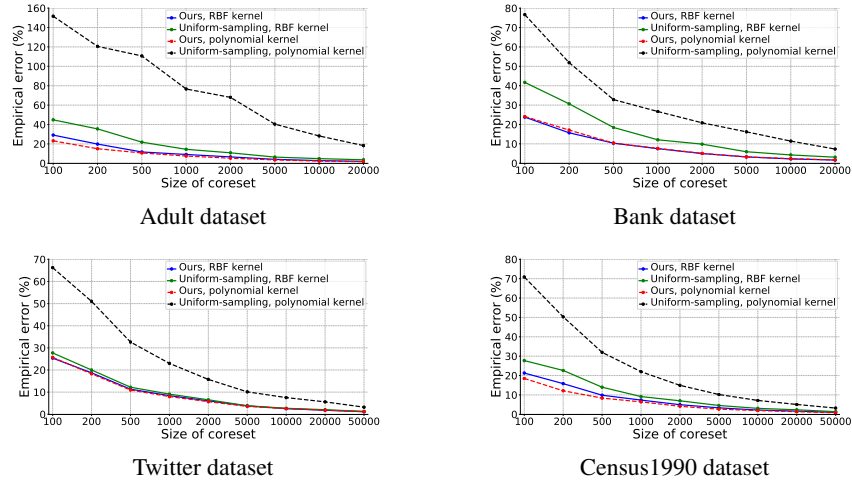 160
140
120
100
80
60
40
20
0
Empirical error (%)
Ours, RBF kernel
Uniform-sampling, RBF kernel
Ours, polynomial kernel
Uniform-sampling, polynomial kernel
100 200 500 1000 2000 5000 10000 20000
Size of coreset
Adult dataset
80
70
60
50
40
30
20
10
0
Empirical error (%)
Ours, RBF kernel
Uniform-sampling, RBF kernel
Ours, polynomial kernel
Uniform-sampling, polynomial kernel
100 200 500 1000 2000 5000 10000 20000
Size of coreset
Bank dataset
70
60
50
40
30
20
10
0
Empirical error (%)
Ours, RBF kernel
Uniform-sampling, RBF kernel
Ours, polynomial kernel
Uniform-sampling, polynomial kernel
100 200 500 1000 2000 5000 10000 20000 50000
Size of coreset
Twitter dataset
80
70
60
50
40
30
20
10
0
Empirical error (%)
Ours, RBF kernel
Uniform-sampling, RBF kernel
Ours, polynomial kernel
Uniform-sampling, polynomial kernel
100 200 500 1000 2000 5000 10000 20000 50000
Size of coreset
Census1990 dataset